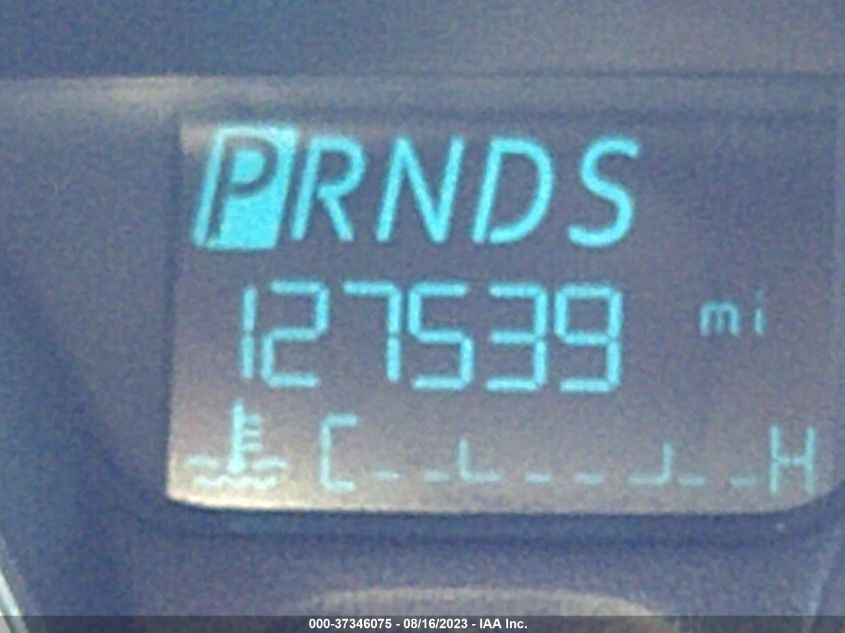 PRNDS
127539 mi
C H
000-37346075 - 08/16/2023 - IAA Inc.